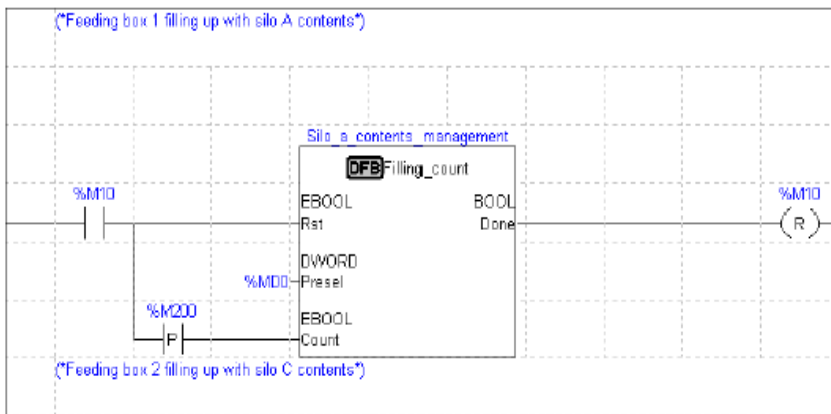 (*Feeding box 1 filling up with silo A contents*)
Silo_a_contents_management
DFB Filling_count
%M10 EBOOL BOOL %M10
Rst Done R
DWORD
%MD0 Presel
%M200 EBOOL
P Count
(*Feeding box 2 filling up with silo C contents*)